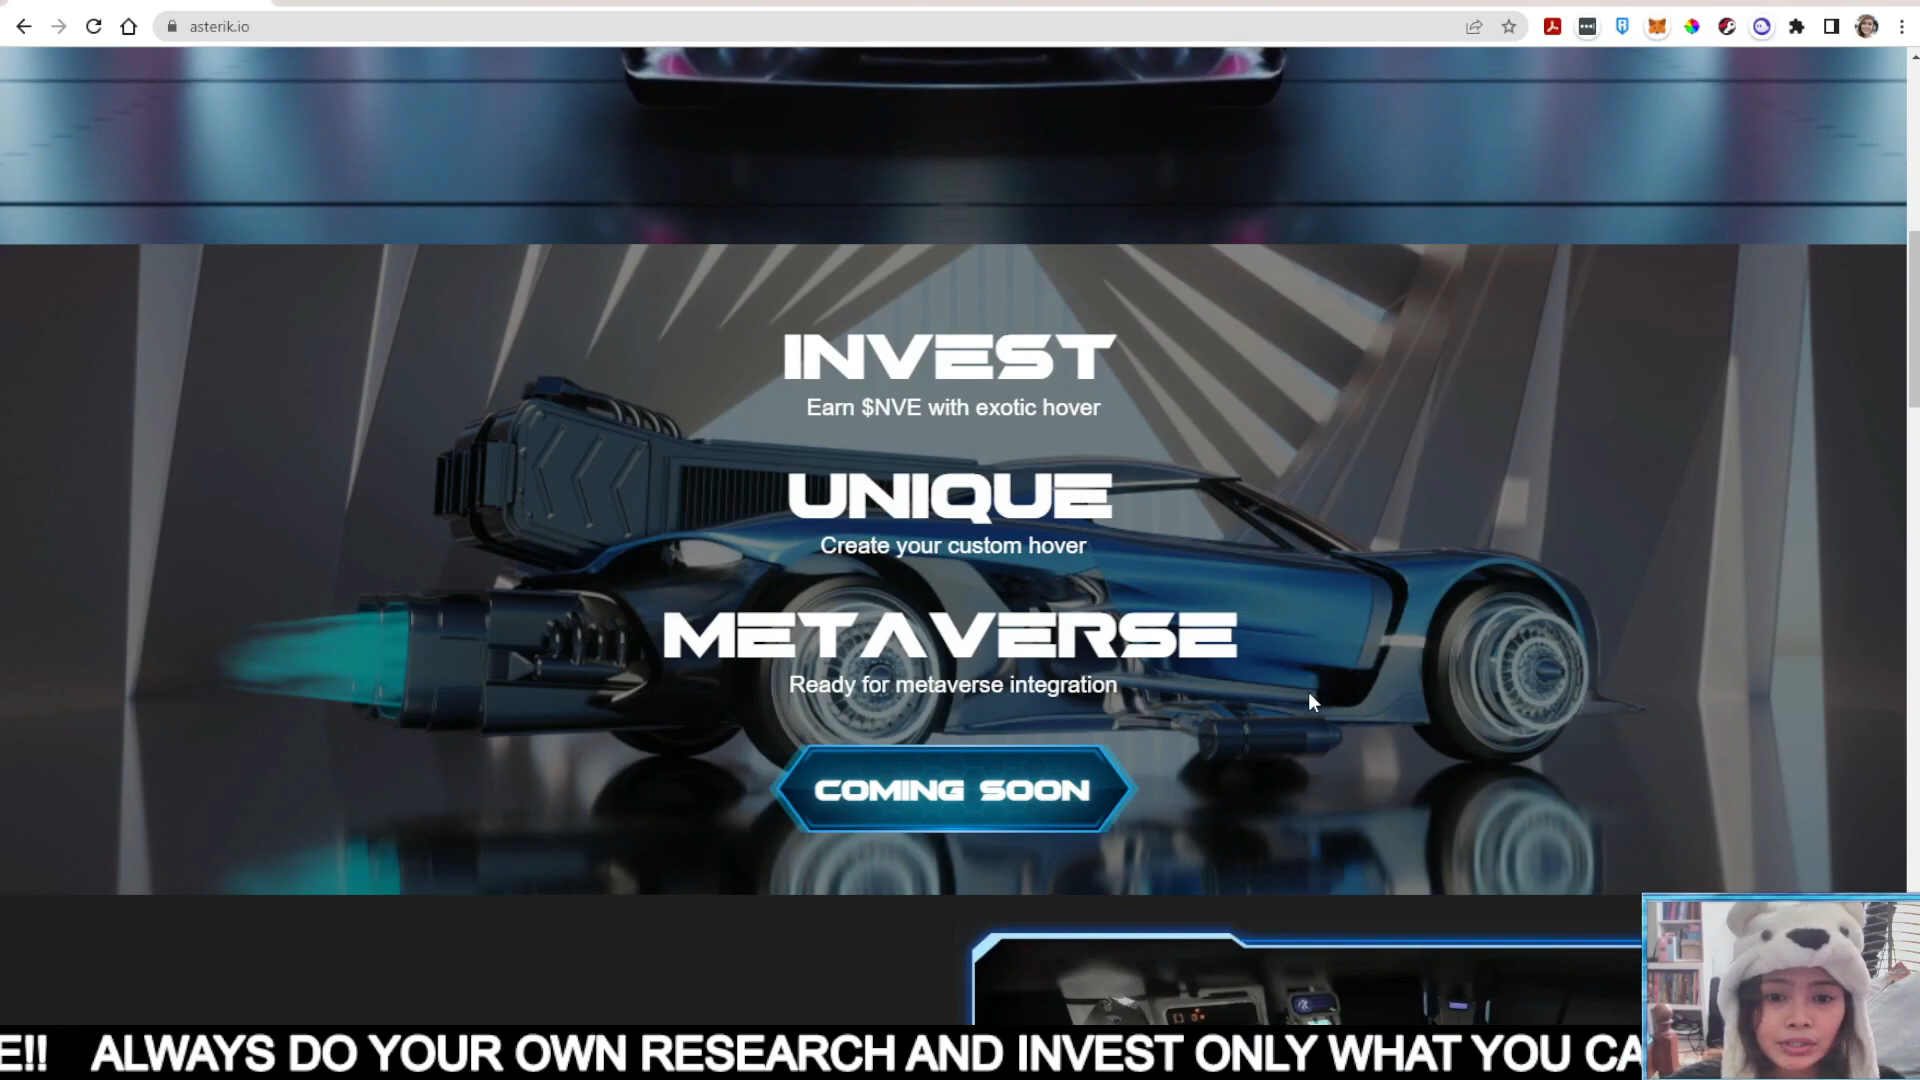 asterik.io
INVEST
Earn $NVE with exotic hover
UNIQUE
Create your custom hover
METAVERSE
Ready for metaverse integration
COMING SOON
E!! ALWAYS DO YOUR OWN RESEARCH AND INVEST ONLY WHAT YOU CA